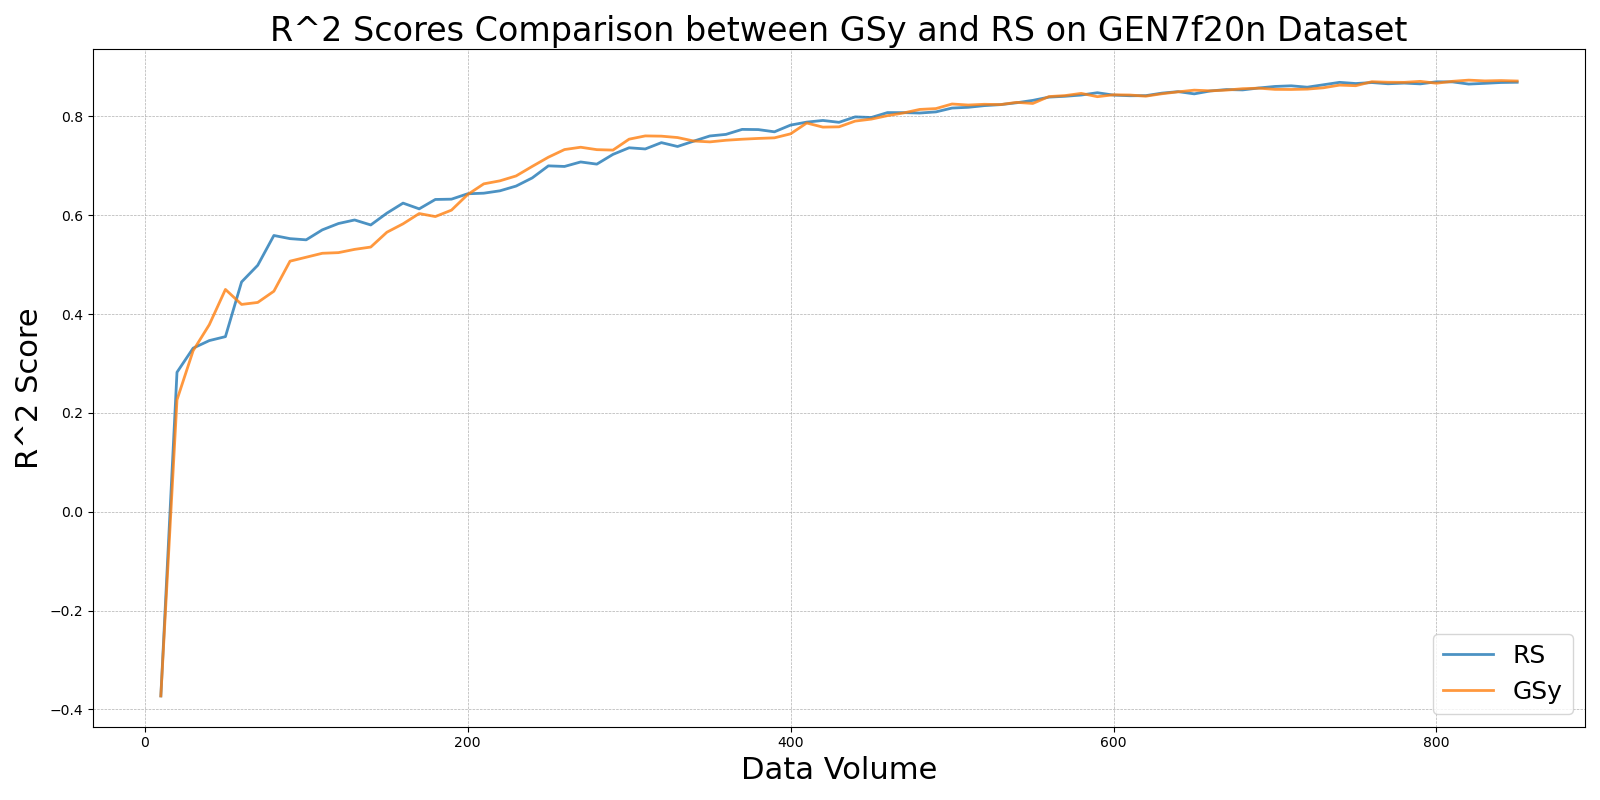 R^2 Scores Comparison between GSy and RS on GEN7f20n Dataset
R^2 Score
0.8
0.6
0.4
0.2
0.0
−0.2
−0.4
0 200 400 600 800
Data Volume
RS
GSy